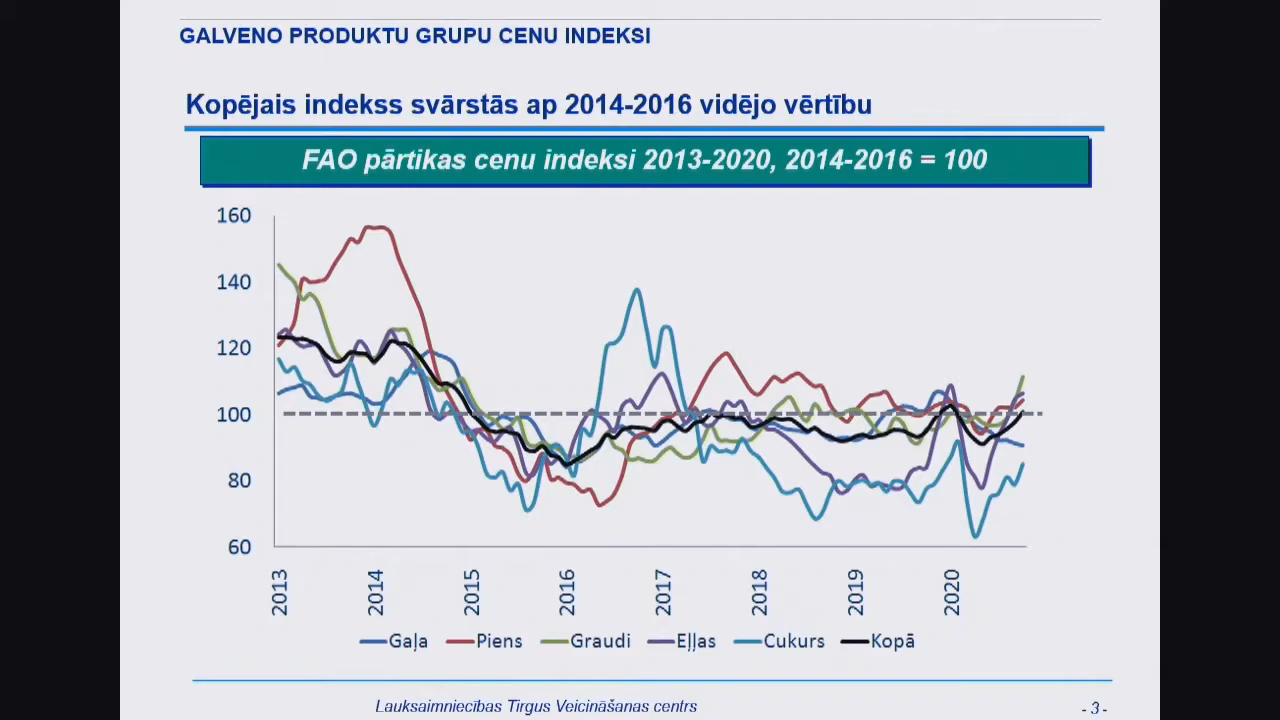 GALVENO PRODUKTU GRUPU CENU INDEKSI
Kopējais indekss svārstās ap 2014-2016 vidējo vērtību
FAO pārtikas cenu indeksi 2013-2020, 2014-2016 = 100
160
140
120
100
80
60
2013 2014 2015 2016 2017 2018 2019 2020
Gaļa Piens Graudi Eļļas Cukurs Kopā
Lauksaimniecības Tirgus Veicināšanas centrs
- 3 -